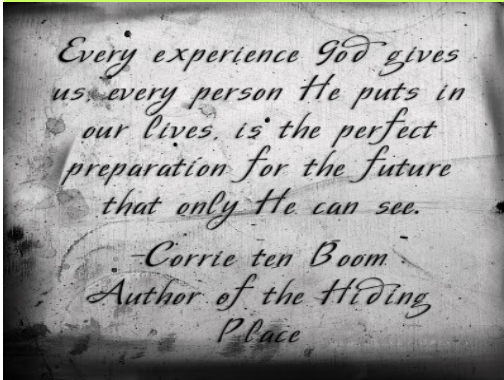 Every experience God gives
us, every person He puts in
our lives, is the perfect
preparation for the future
that only He can see.
-Corrie ten Boom
Author of the Hiding
Place